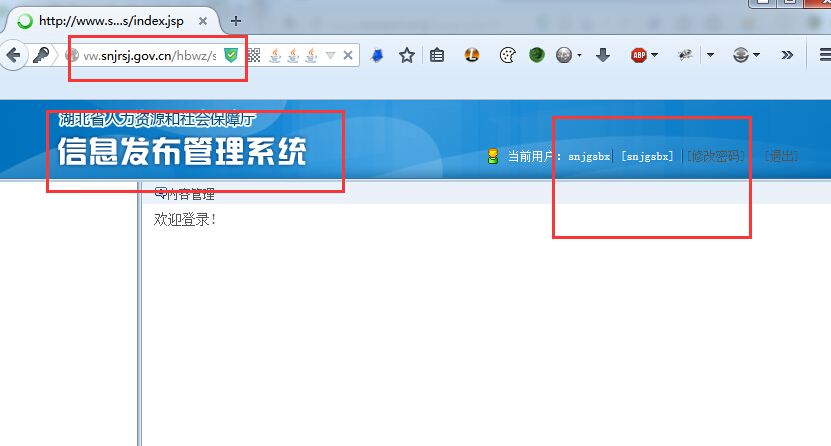 http://www.s...s/index.jsp
ww.snjrsj.gov.cn/hbwz/s
ABP
湖北省人力资源和社会保障厅
信息发布管理系统
当前用户: snjgsbx [snjgsbx] [修改密码] [退出]
内容管理
欢迎登录!